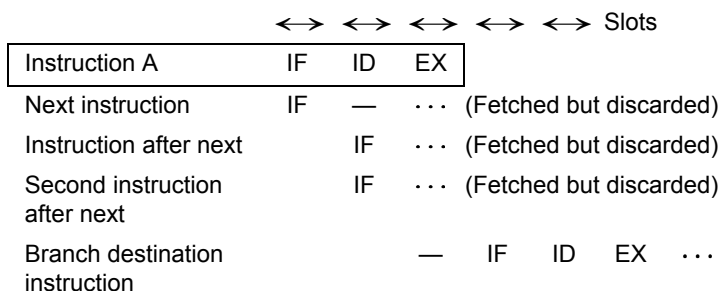 ←→ ←→ ←→ ←→ ←→ Slots
Instruction A IF ID EX
Next instruction IF — ··· (Fetched but discarded)
Instruction after next IF ··· (Fetched but discarded)
Second instruction IF ··· (Fetched but discarded)
after next
Branch destination — IF ID EX ···
instruction